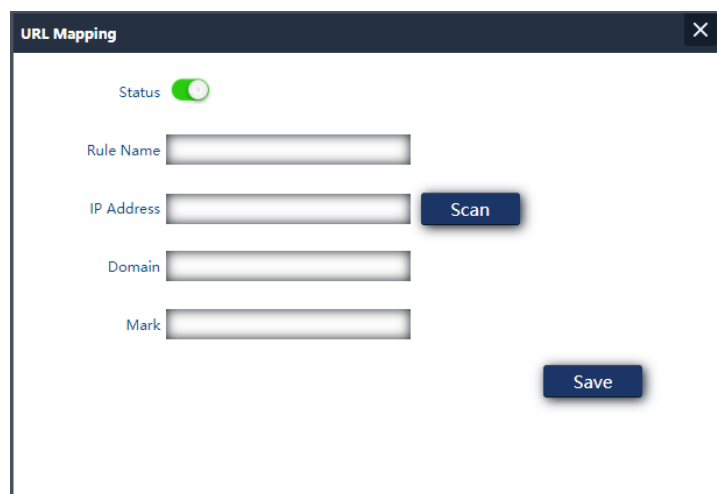 URL Mapping
Status
Rule Name
IP Address
Scan
Domain
Mark
Save